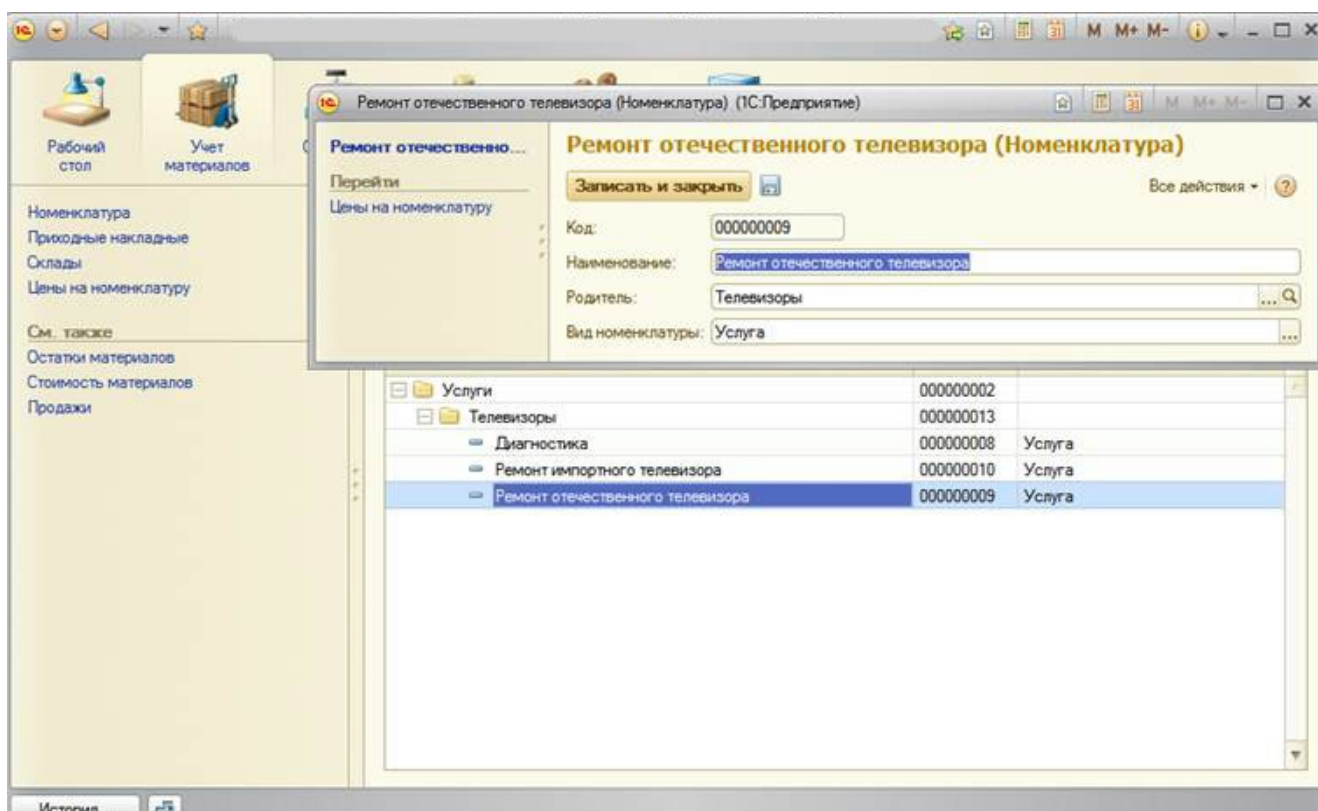 M M+ M-
Рабочий стол
Учет материалов
Номенклатура
Приходные накладные
Склады
Цены на номенклатуру
См. также
Остатки материалов
Стоимость материалов
Продажи
Ремонт отечественного телевизора (Номенклатура) (1С:Предприятие)
M M+ M-
Ремонт отечественно...
Перейти
Цены на номенклатуру
Ремонт отечественного телевизора (Номенклатура)
Записать и закрыть
Все действия
Код: 000000009
Наименование: Ремонт отечественного телевизора
Родитель: Телевизоры ...
Вид номенклатуры: Услуга ...
Услуги 000000002
Телевизоры 000000013
Диагностика 000000008 Услуга
Ремонт импортного телевизора 000000010 Услуга
Ремонт отечественного телевизора 000000009 Услуга
История...